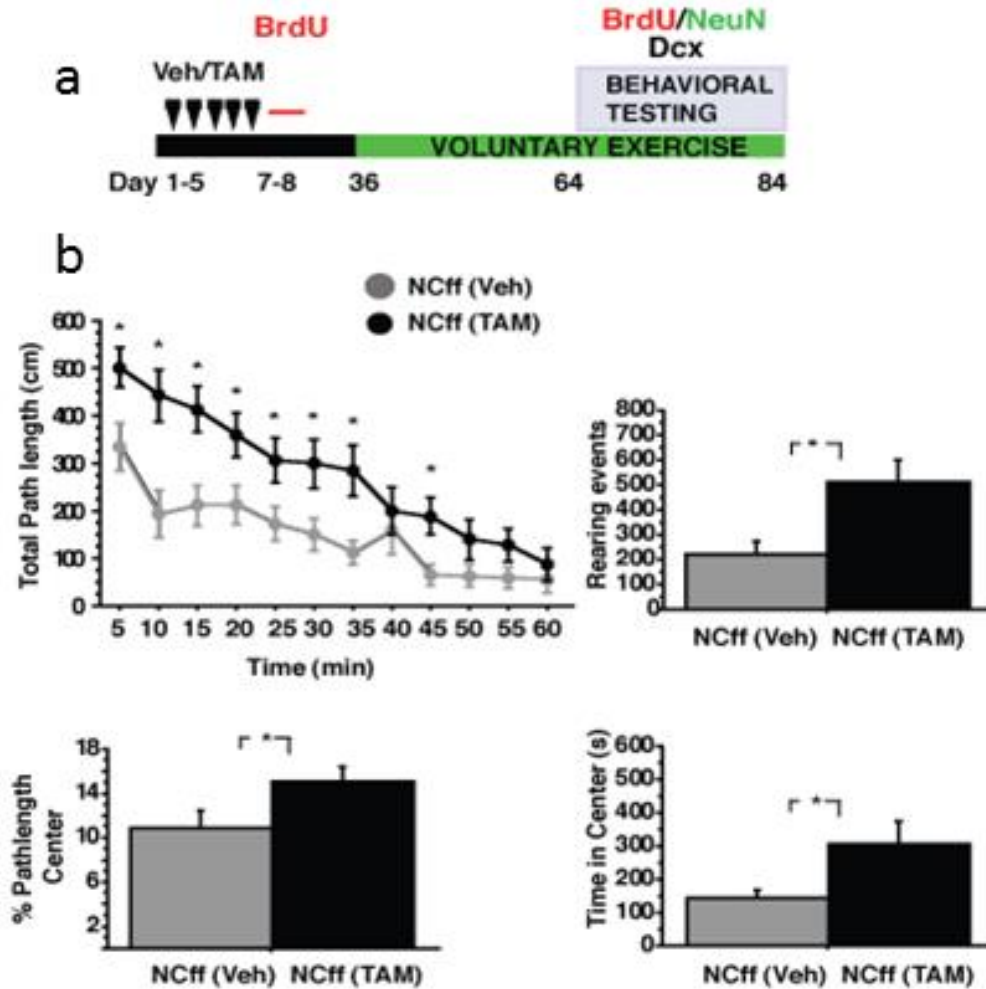 a
BrdU
BrdU/NeuN
Dcx
Veh/TAM
BEHAVIORAL
TESTING
VOLUNTARY EXERCISE
Day 1-5 7-8 36 64 84
b
NCff (Veh)
NCff (TAM)
Total Path length (cm)
600
500
400
300
200
100
0
* * * * * * * *
5 10 15 20 25 30 35 40 45 50 55 60
Time (min)
Rearing events
800
700
600
500
400
300
200
100
0
*
NCff (Veh) NCff (TAM)
% Pathlength
Center
18
14
10
6
2
*
NCff (Veh) NCff (TAM)
Time in Center (s)
600
500
400
300
200
100
0
*
NCff (Veh) NCff (TAM)